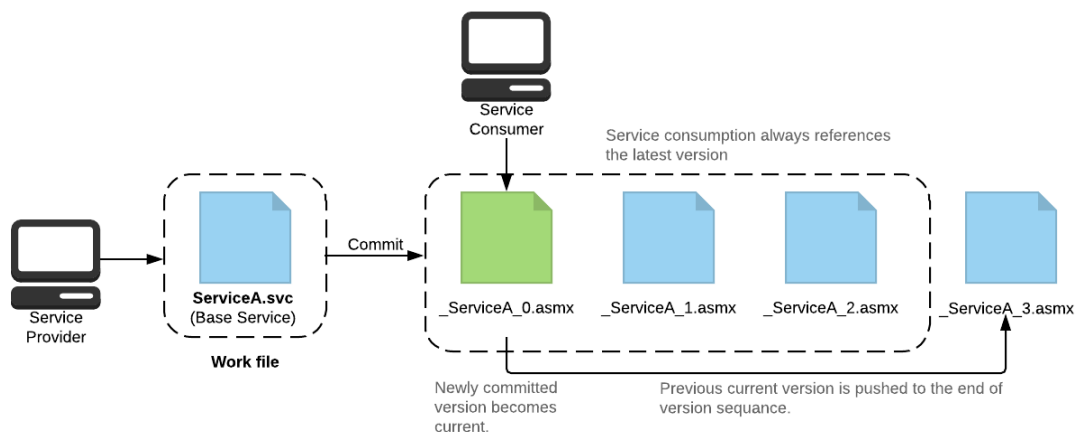 Service
Consumer
Service consumption always references
the latest version
Commit
ServiceA.svc
(Base Service)
_ServiceA_0.asmx
_ServiceA_1.asmx
_ServiceA_2.asmx
_ServiceA_3.asmx
Service
Provider
Work file
Newly committed
version becomes
current.
Previous current version is pushed to the end of
version sequance.